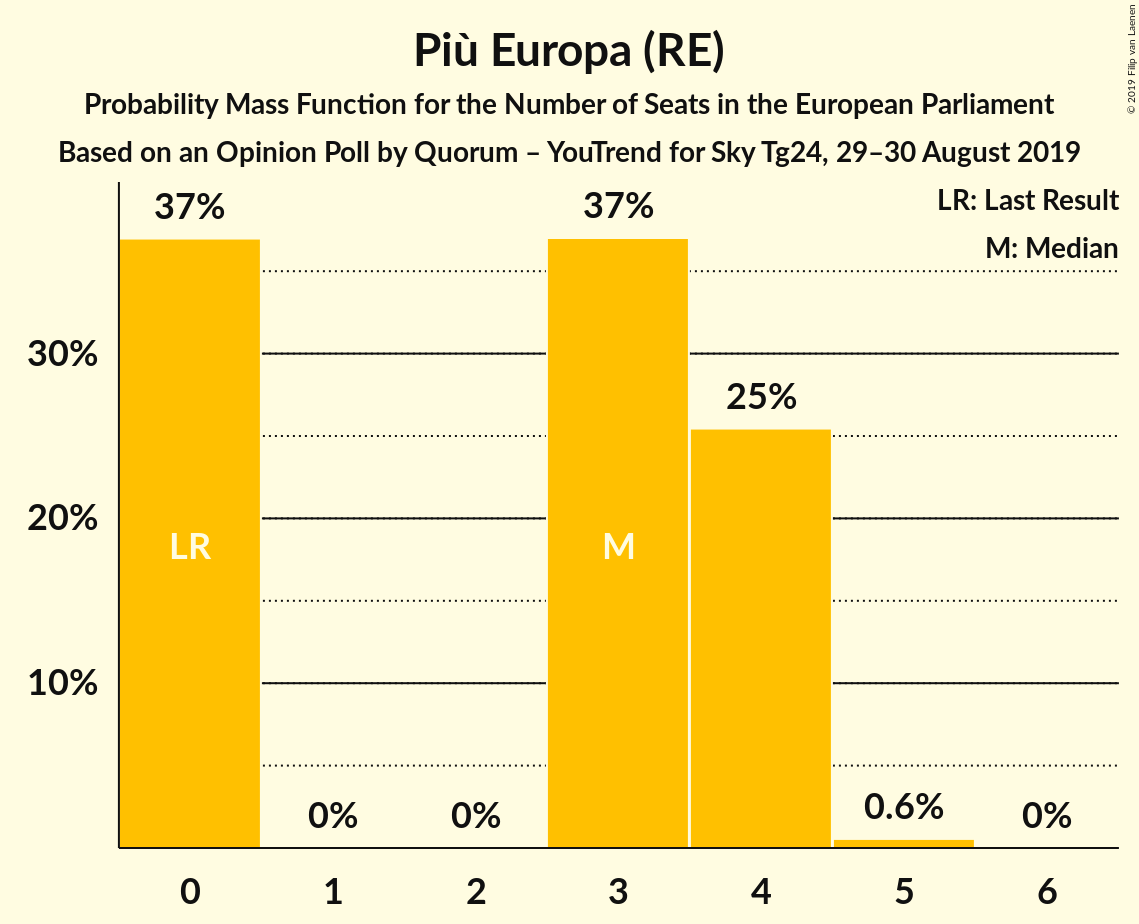 Più Europa (RE)
Probability Mass Function for the Number of Seats in the European Parliament
Based on an Opinion Poll by Quorum – YouTrend for Sky Tg24, 29–30 August 2019
© 2019 Filip van Laenen
LR: Last Result
M: Median
37%
37%
30%
25%
20%
LR
M
10%
0%
0%
0.6%
0%
0 1 2 3 4 5 6